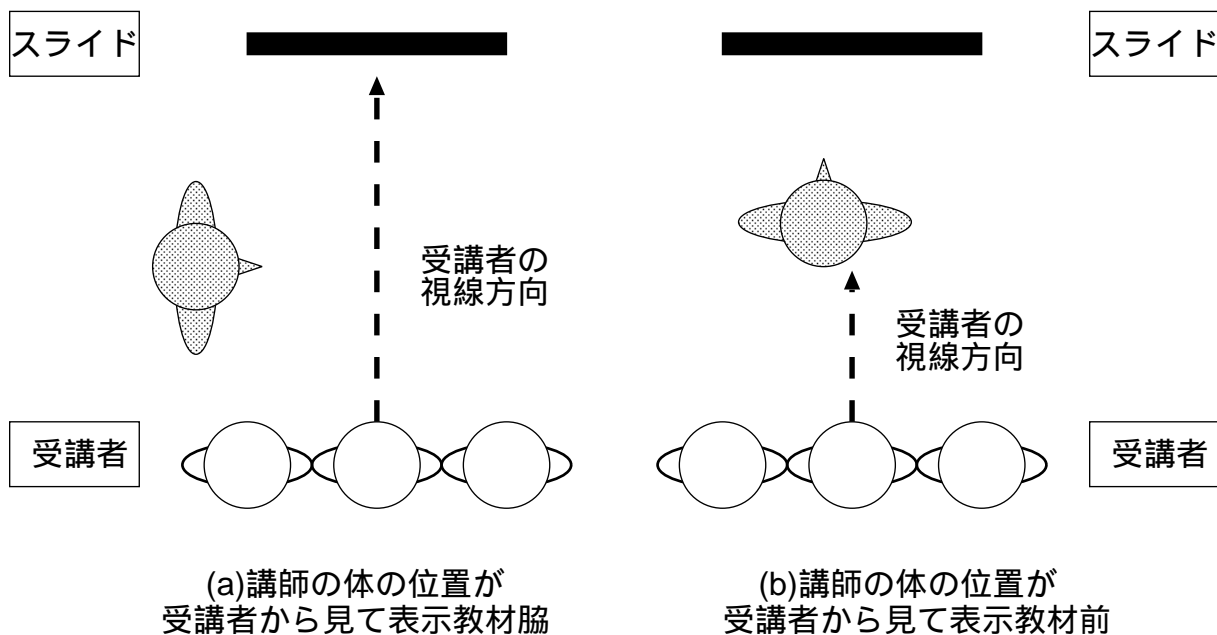 スライド
スライド
受講者の
視線方向
受講者の
視線方向
受講者
受講者
(a)講師の体の位置が
受講者から見て表示教材脇
(b)講師の体の位置が
受講者から見て表示教材前